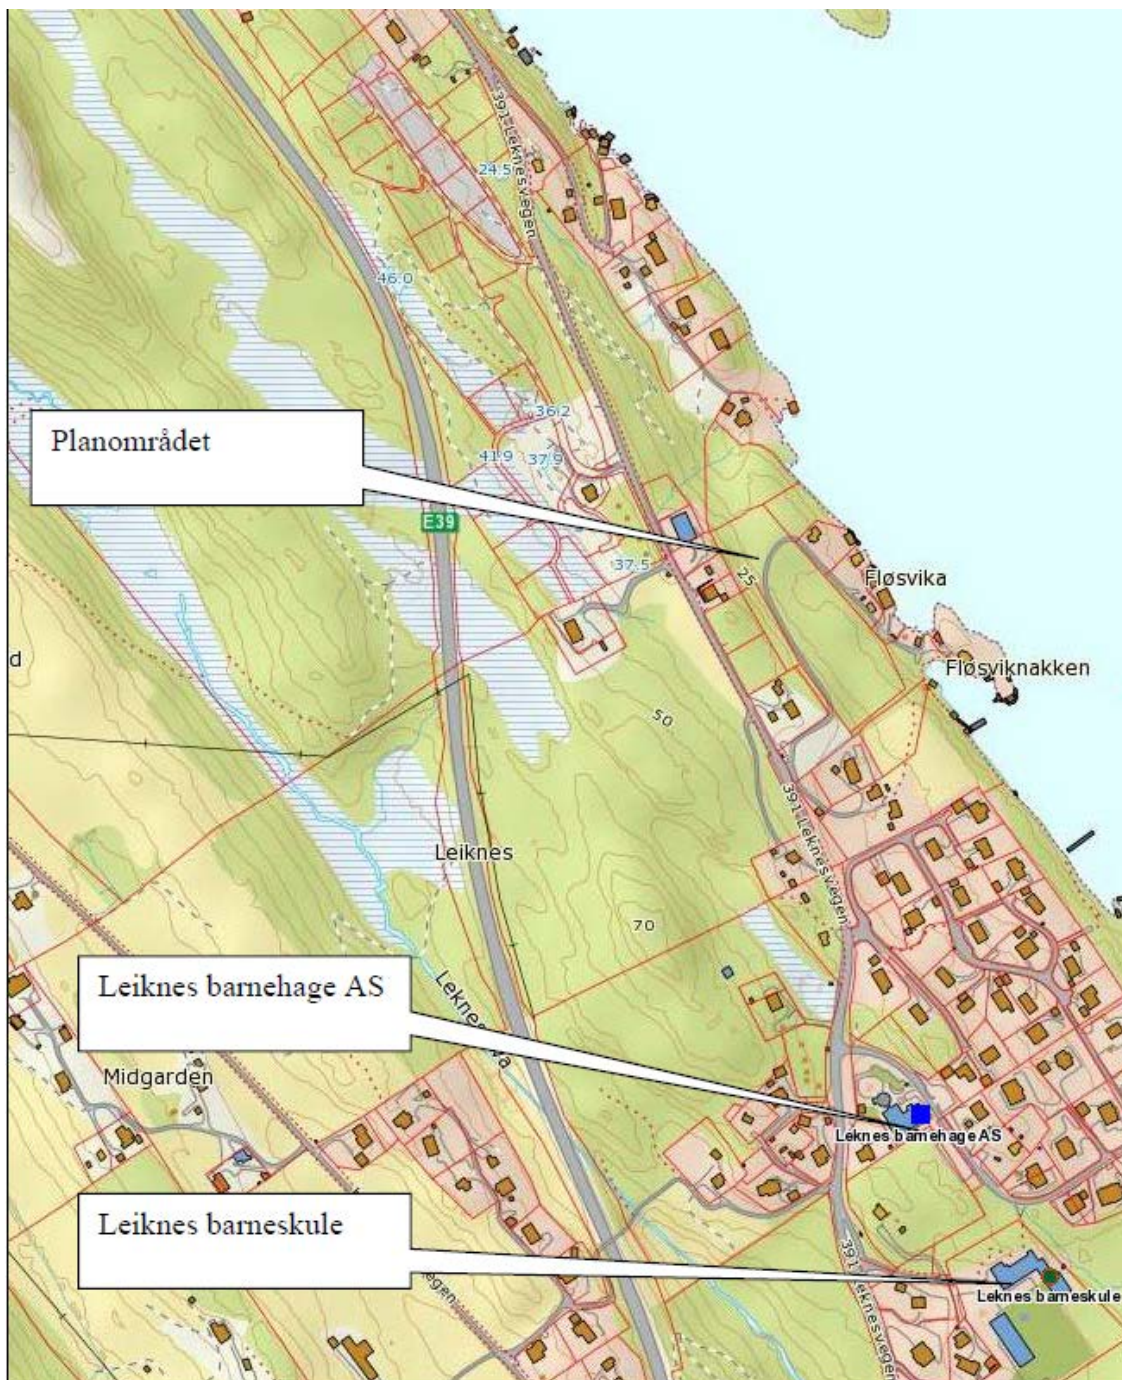 391 Leknesvegen
24.5
46.0
36.2
41.9
37.9
Planområdet
E39
37.5
25
Fløsvika
Fløsviknakken
d
50
391 Leknesvegen
Leiknes
70
Leiknes barnehage AS
Midgarden
Leknes barnehage AS
Leiknes barneskule
391 Leknesvegen
Leknes barneskule